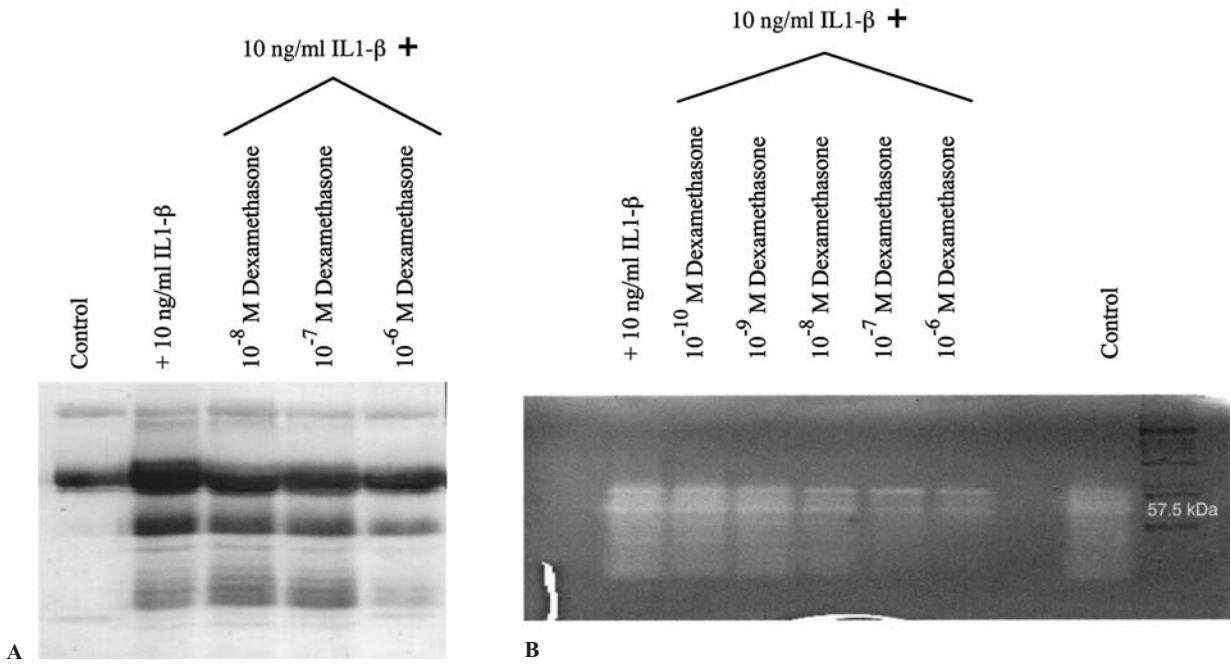 10 ng/ml IL1-β +
Control
+ 10 ng/ml IL1-β
10⁻⁸ M Dexamethasone
10⁻⁷ M Dexamethasone
10⁻⁶ M Dexamethasone
A
10 ng/ml IL1-β +
+ 10 ng/ml IL1-β
10⁻¹⁰ M Dexamethasone
10⁻⁹ M Dexamethasone
10⁻⁸ M Dexamethasone
10⁻⁷ M Dexamethasone
10⁻⁶ M Dexamethasone
Control
57.5 kDa
B